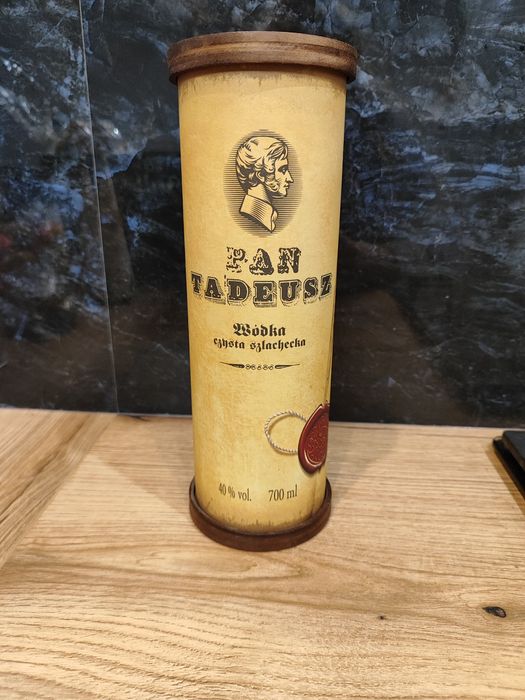 PAN
TADEUSZ
Wódka
czysta szlachecka
40 % vol. 700 ml